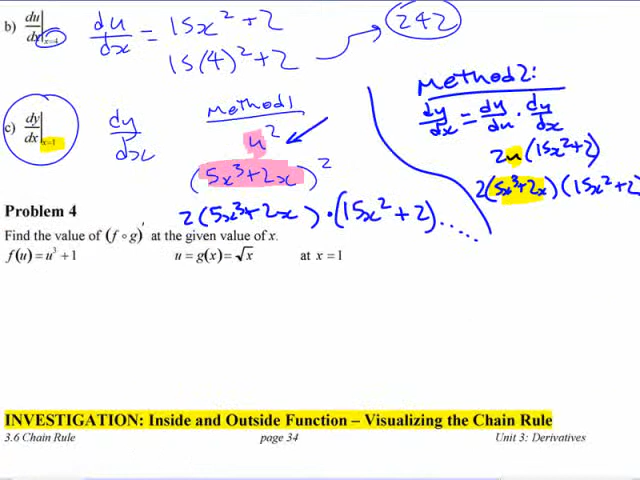 b) du/dx|x=4 du/dx = 15x² + 2
15(4)² + 2 → 242
c) dy/dx|x=1 dy/dx
Method 1
u²
(5x³+2x)²
2(5x³+2x)·(15x²+2).....
Method 2:
dy/dx = dy/du · dy/dx
2u(15x²+2)
2(5x³+2x)(15x²+2)
Problem 4
Find the value of (f ∘ g)' at the given value of x.
f(u) = u³ + 1 u = g(x) = √x at x = 1
INVESTIGATION: Inside and Outside Function – Visualizing the Chain Rule
3.6 Chain Rule page 34 Unit 3: Derivatives